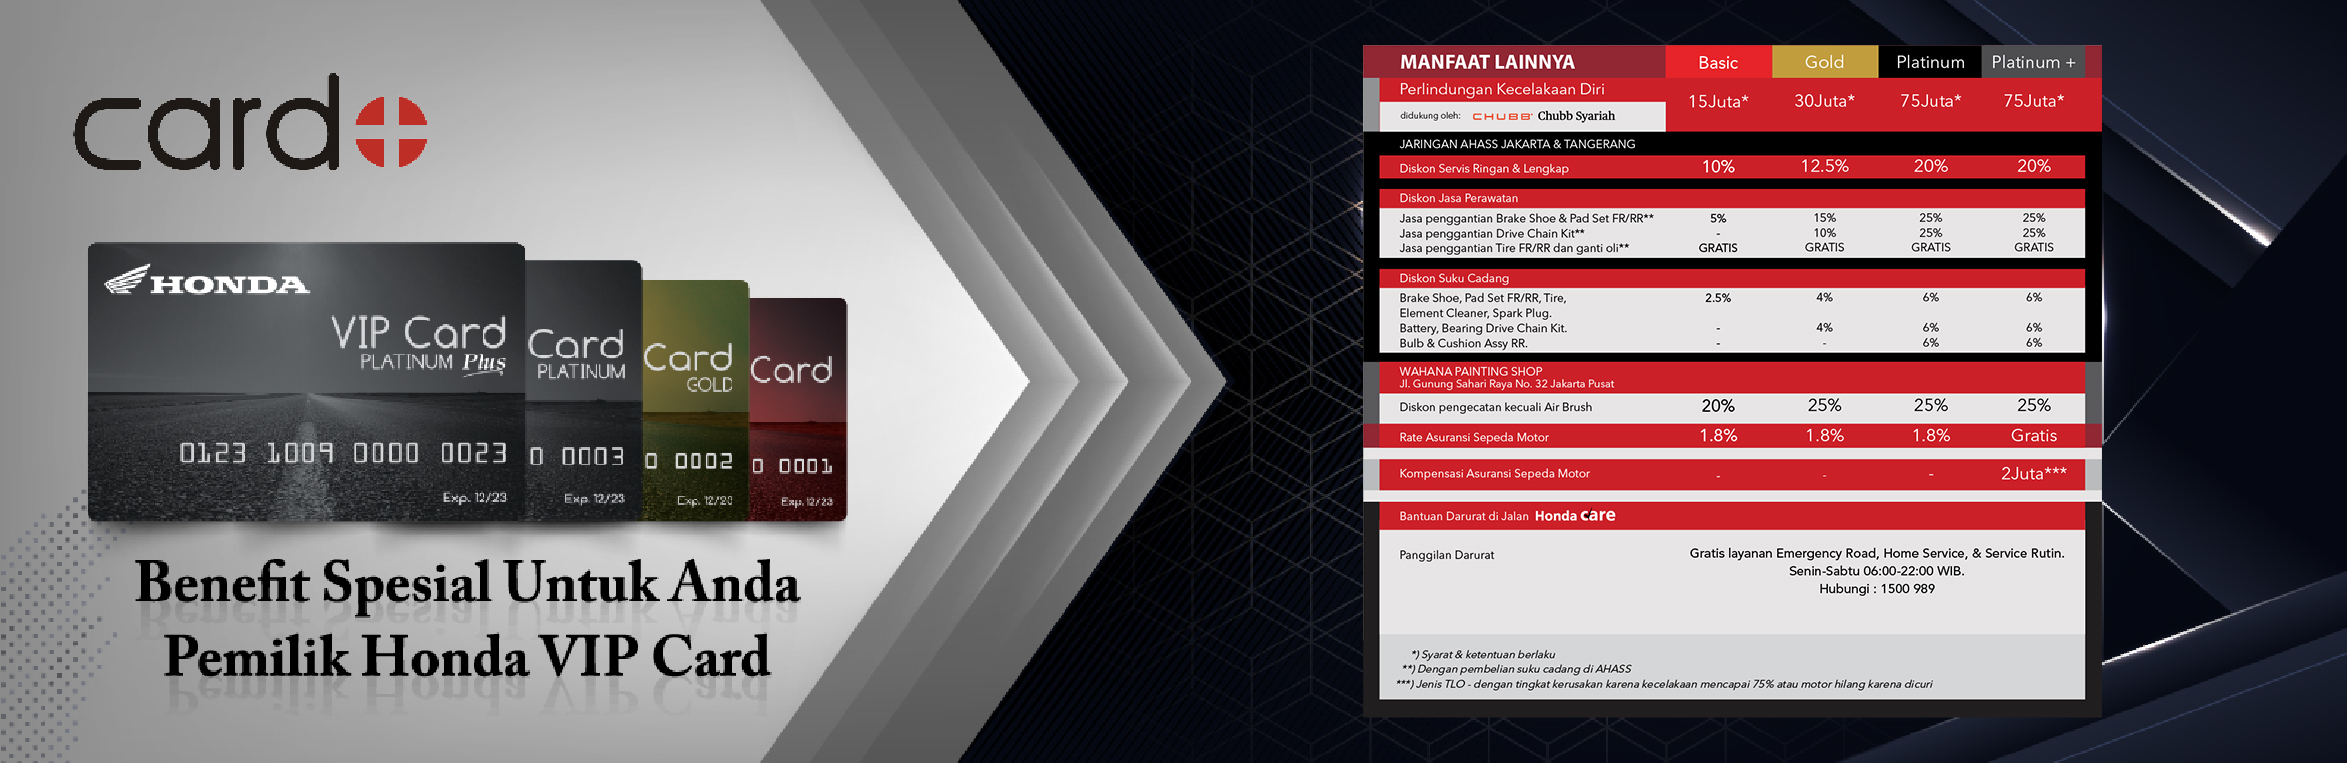 card
HONDA
VIP Card
PLATINUM Plus
0123 1009 0000 0023
Exp. 12/23
Card
PLATINUM
0 0003
Exp. 12/23
Card
GOLD
0 0002
Exp. 12/23
Card
0 0001
Exp. 12/23
Benefit Spesial Untuk Anda
Pemilik Honda VIP Card
MANFAAT LAINNYA Basic Gold Platinum Platinum +
Perlindungan Kecelakaan Diri 15Juta* 30Juta* 75Juta* 75Juta*
didukung oleh: CHUBB Chubb Syariah
JARINGAN AHASS JAKARTA & TANGERANG
Diskon Servis Ringan & Lengkap 10% 12.5% 20% 20%
Diskon Jasa Perawatan
Jasa penggantian Brake Shoe & Pad Set FR/RR** 5% 15% 25% 25%
Jasa penggantian Drive Chain Kit** - 10% 25% 25%
Jasa penggantian Tire FR/RR dan ganti oli** GRATIS GRATIS GRATIS GRATIS
Diskon Suku Cadang
Brake Shoe, Pad Set FR/RR, Tire, 2.5% 4% 6% 6%
Element Cleaner, Spark Plug.
Battery, Bearing Drive Chain Kit. - 4% 6% 6%
Bulb & Cushion Assy RR. - - 6% 6%
WAHANA PAINTING SHOP
Jl. Gunung Sahari Raya No. 32 Jakarta Pusat
Diskon pengecatan kecuali Air Brush 20% 25% 25% 25%
Rate Asuransi Sepeda Motor 1.8% 1.8% 1.8% Gratis
Kompensasi Asuransi Sepeda Motor - - - 2Juta***
Bantuan Darurat di Jalan Honda care
Panggilan Darurat Gratis layanan Emergency Road, Home Service, & Service Rutin.
Senin-Sabtu 06:00-22:00 WIB.
Hubungi : 1500 989
*) Syarat & ketentuan berlaku
**) Dengan pembelian suku cadang di AHASS
***) Jenis TLO - dengan tingkat kerusakan karena kecelakaan mencapai 75% atau motor hilang karena dicuri